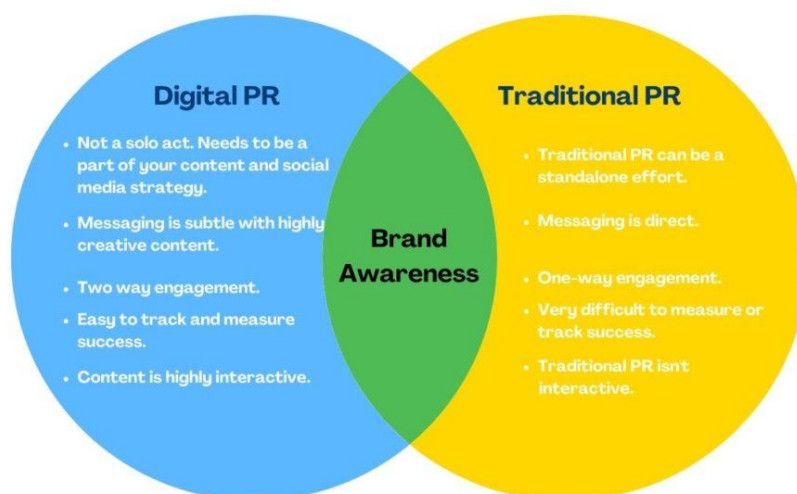 Digital PR
• Not a solo act. Needs to be a
part of your content and social
media strategy.
• Messaging is subtle with highly
creative content.
• Two way engagement.
• Easy to track and measure
success.
• Content is highly interactive.
Brand
Awareness
Traditional PR
• Traditional PR can be a
standalone effort.
• Messaging is direct.
• One-way engagement.
• Very difficult to measure or
track success.
• Traditional PR isn't
interactive.